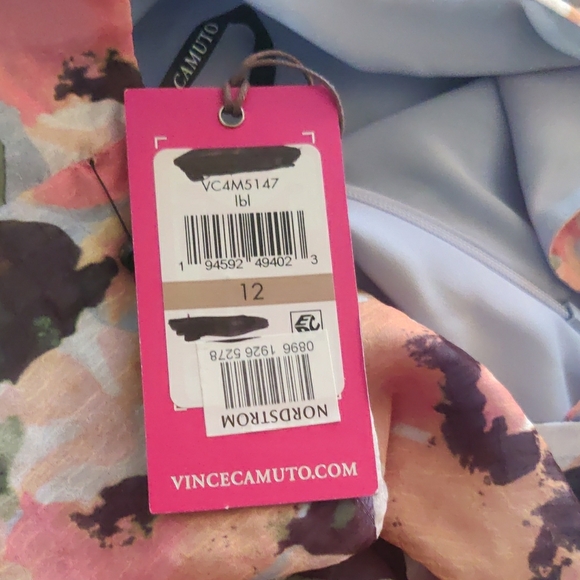 CAMUTO
VC4M5147
lbl
1 94592 49402 3
12
0896 1926 5278
NORDSTROM
VINCECAMUTO.COM